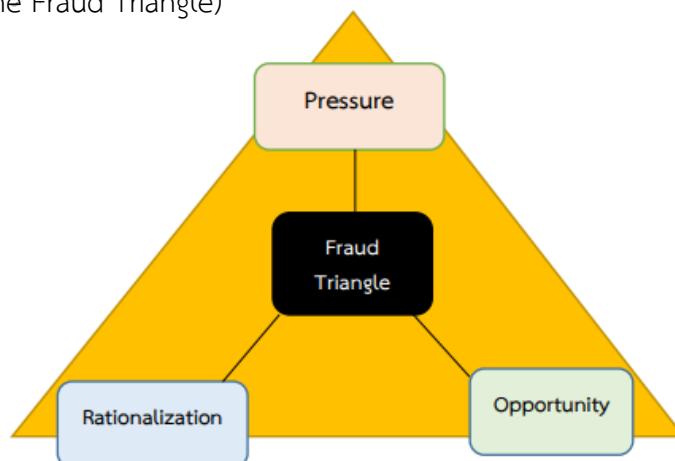 he Fraud Triangle)
Pressure
Fraud
Triangle
Rationalization
Opportunity